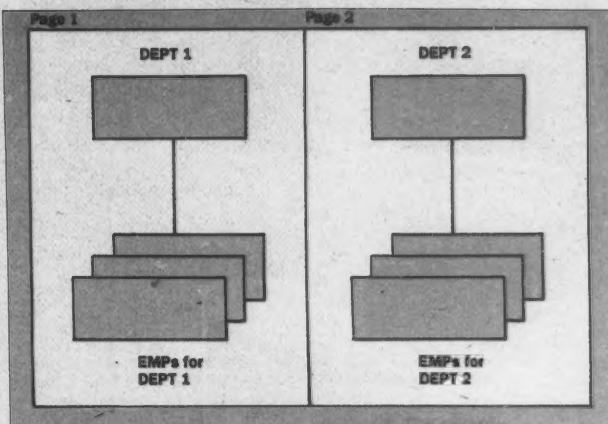 Page 1
Page 2
DEPT 1
DEPT 2
EMPs for
DEPT 1
EMPs for
DEPT 2